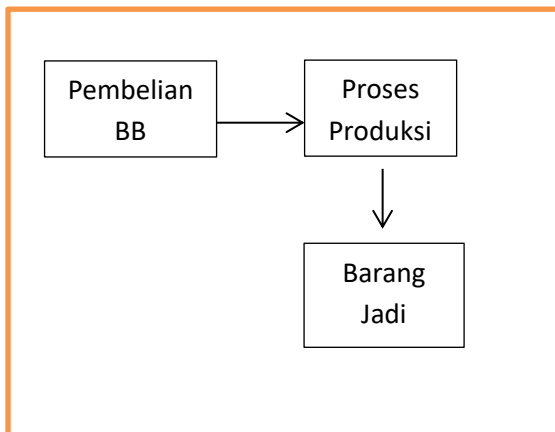 Pembelian
BB
Proses
Produksi
Barang
Jadi